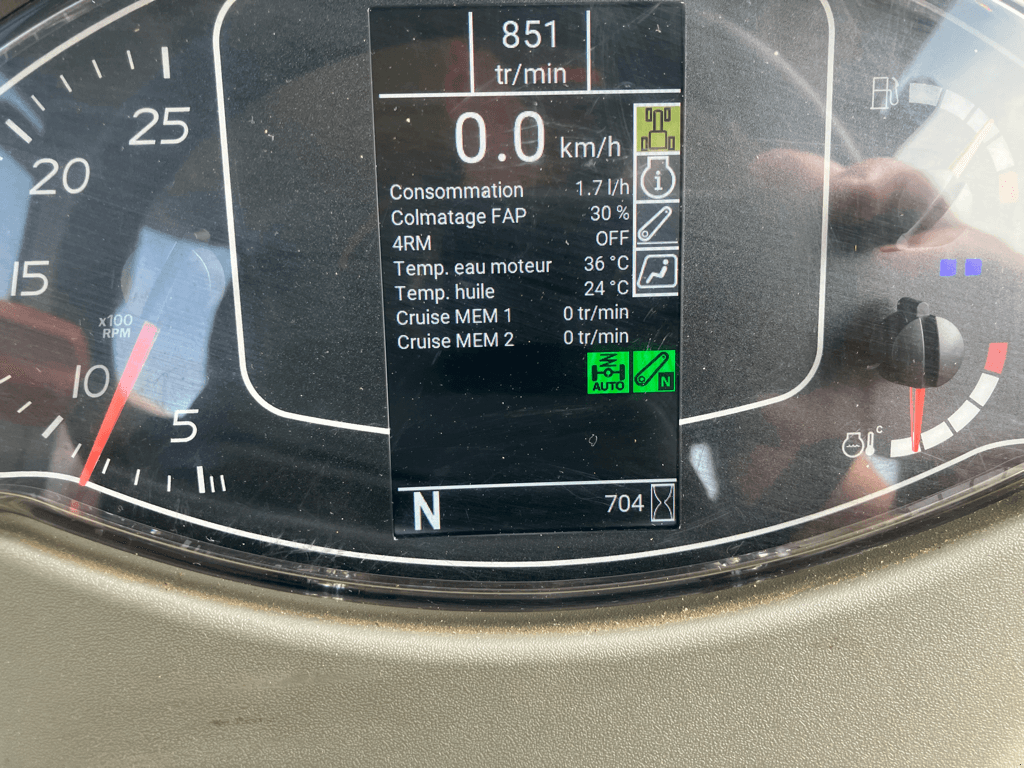 851
tr/min
0.0 km/h
Consommation 1.7 l/h
Colmatage FAP 30 %
4RM OFF
Temp. eau moteur 36 °C
Temp. huile 24 °C
Cruise MEM 1 0 tr/min
Cruise MEM 2 0 tr/min
AUTO N
N 704
25
20
15
x100
RPM
10
5
i
°C